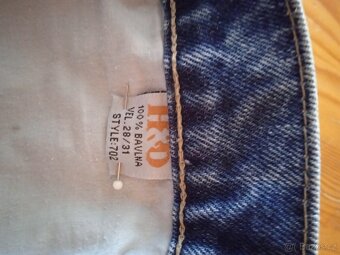 H&D
100% BAVLNA
VEL. 28/31
STYLE: 702